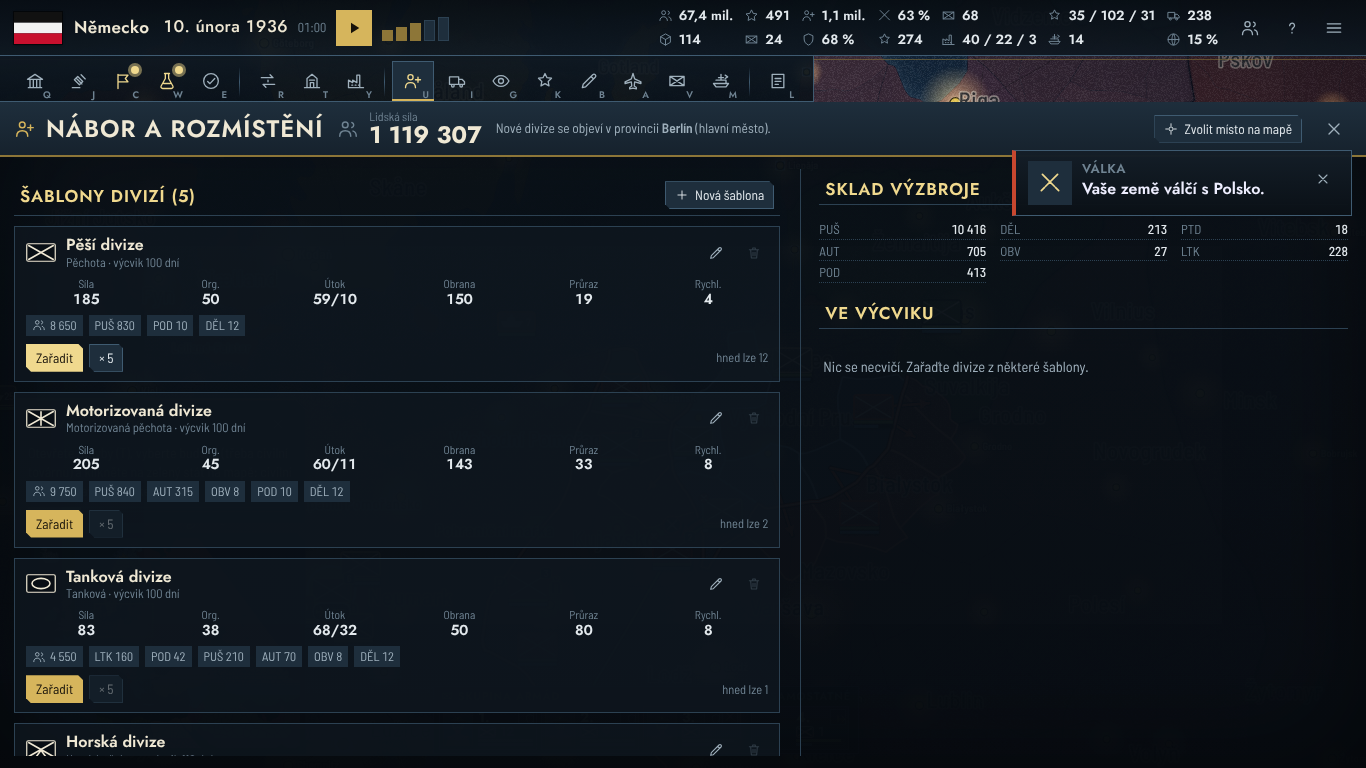 Německo 10. února 1936 01:00
67,4 mil. 491 1,1 mil. 63 % 68 35 / 102 / 31 238
114 24 68 % 274 40 / 22 / 3 14 15 %
?
Q J C W E R T Y U I G K B A V M L
Pskov
Riga
NÁBOR A ROZMÍSTĚNÍ
Lidská síla
1 119 307
Nové divize se objeví v provincii Berlín (hlavní město).
Zvolit místo na mapě
VÁLKA
Vaše země válčí s Polsko.
ŠABLONY DIVIZÍ (5)
Nová šablona
Pěší divize
Pěchota · výcvik 100 dní
Síla Org. Útok Obrana Průraz Rychl.
185 50 59/10 150 19 4
8 650 PUŠ 830 POD 10 DĚL 12
Zařadit × 5 hned lze 12
Motorizovaná divize
Motorizovaná pěchota · výcvik 100 dní
Síla Org. Útok Obrana Průraz Rychl.
205 45 60/11 143 33 8
9 750 PUŠ 840 AUT 315 OBV 8 POD 10 DĚL 12
Zařadit × 5 hned lze 2
Tanková divize
Tanková · výcvik 100 dní
Síla Org. Útok Obrana Průraz Rychl.
83 38 68/32 50 80 8
4 550 LTK 160 POD 42 PUŠ 210 AUT 70 OBV 8 DĚL 12
Zařadit × 5 hned lze 1
Horská divize
SKLAD VÝZBROJE
PUŠ 10 416 DĚL 213 PTD 18
AUT 705 OBV 27 LTK 228
POD 413
VE VÝCVIKU
Nic se necvičí. Zařaďte divize z některé šablony.